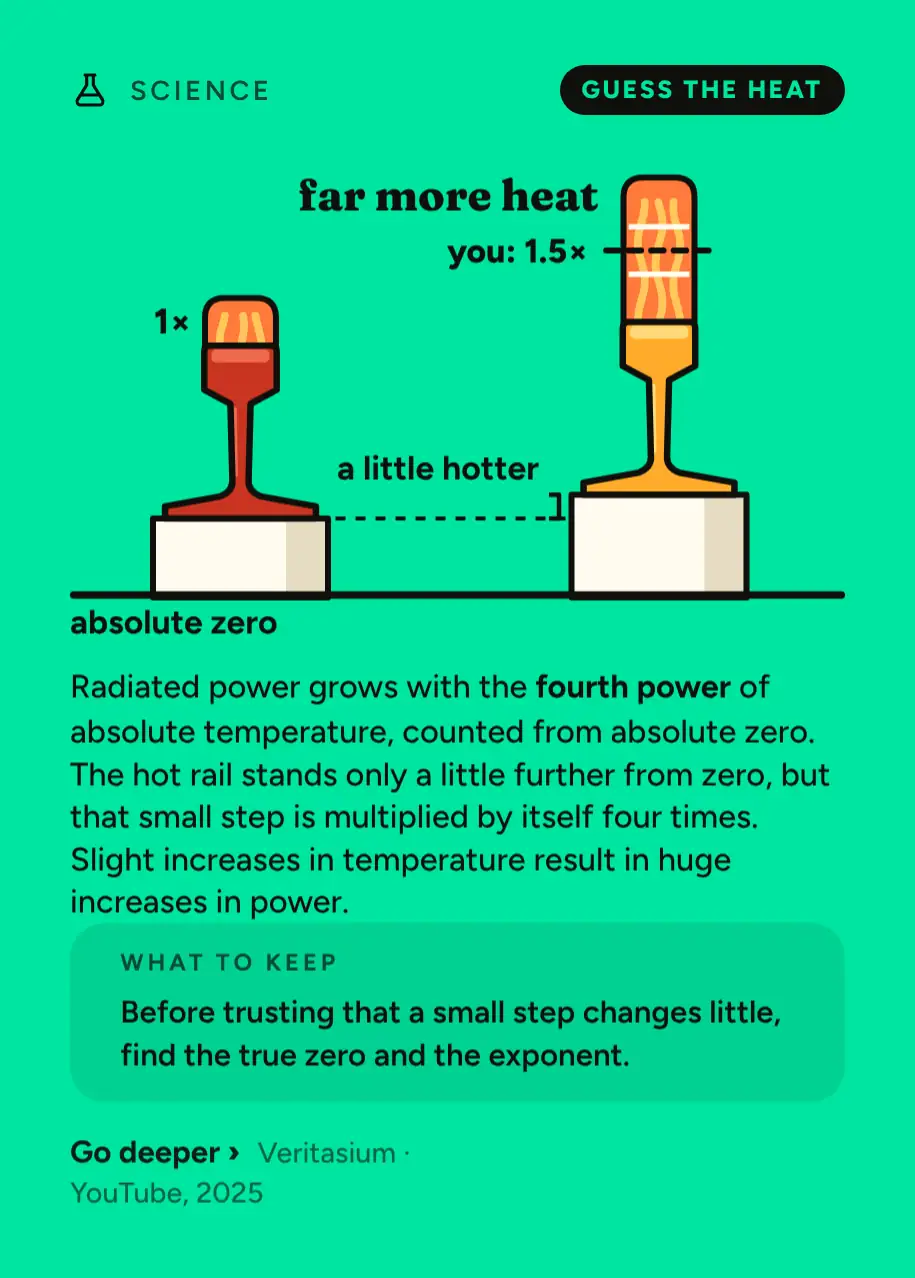 SCIENCE
GUESS THE HEAT
far more heat
you: 1.5×
1×
a little hotter
absolute zero
Radiated power grows with the fourth power of
absolute temperature, counted from absolute zero.
The hot rail stands only a little further from zero, but
that small step is multiplied by itself four times.
Slight increases in temperature result in huge
increases in power.
WHAT TO KEEP
Before trusting that a small step changes little,
find the true zero and the exponent.
Go deeper › Veritasium ·
YouTube, 2025